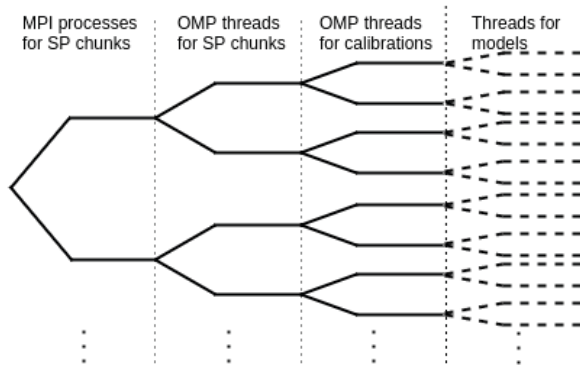 MPI processes
for SP chunks
OMP threads
for SP chunks
OMP threads
for calibrations
Threads for
models